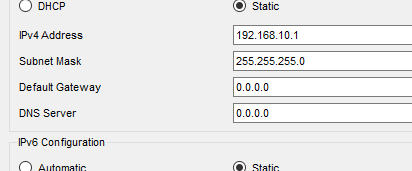 DHCP Static
IPv4 Address 192.168.10.1
Subnet Mask 255.255.255.0
Default Gateway 0.0.0.0
DNS Server 0.0.0.0
IPv6 Configuration
Automatic Static